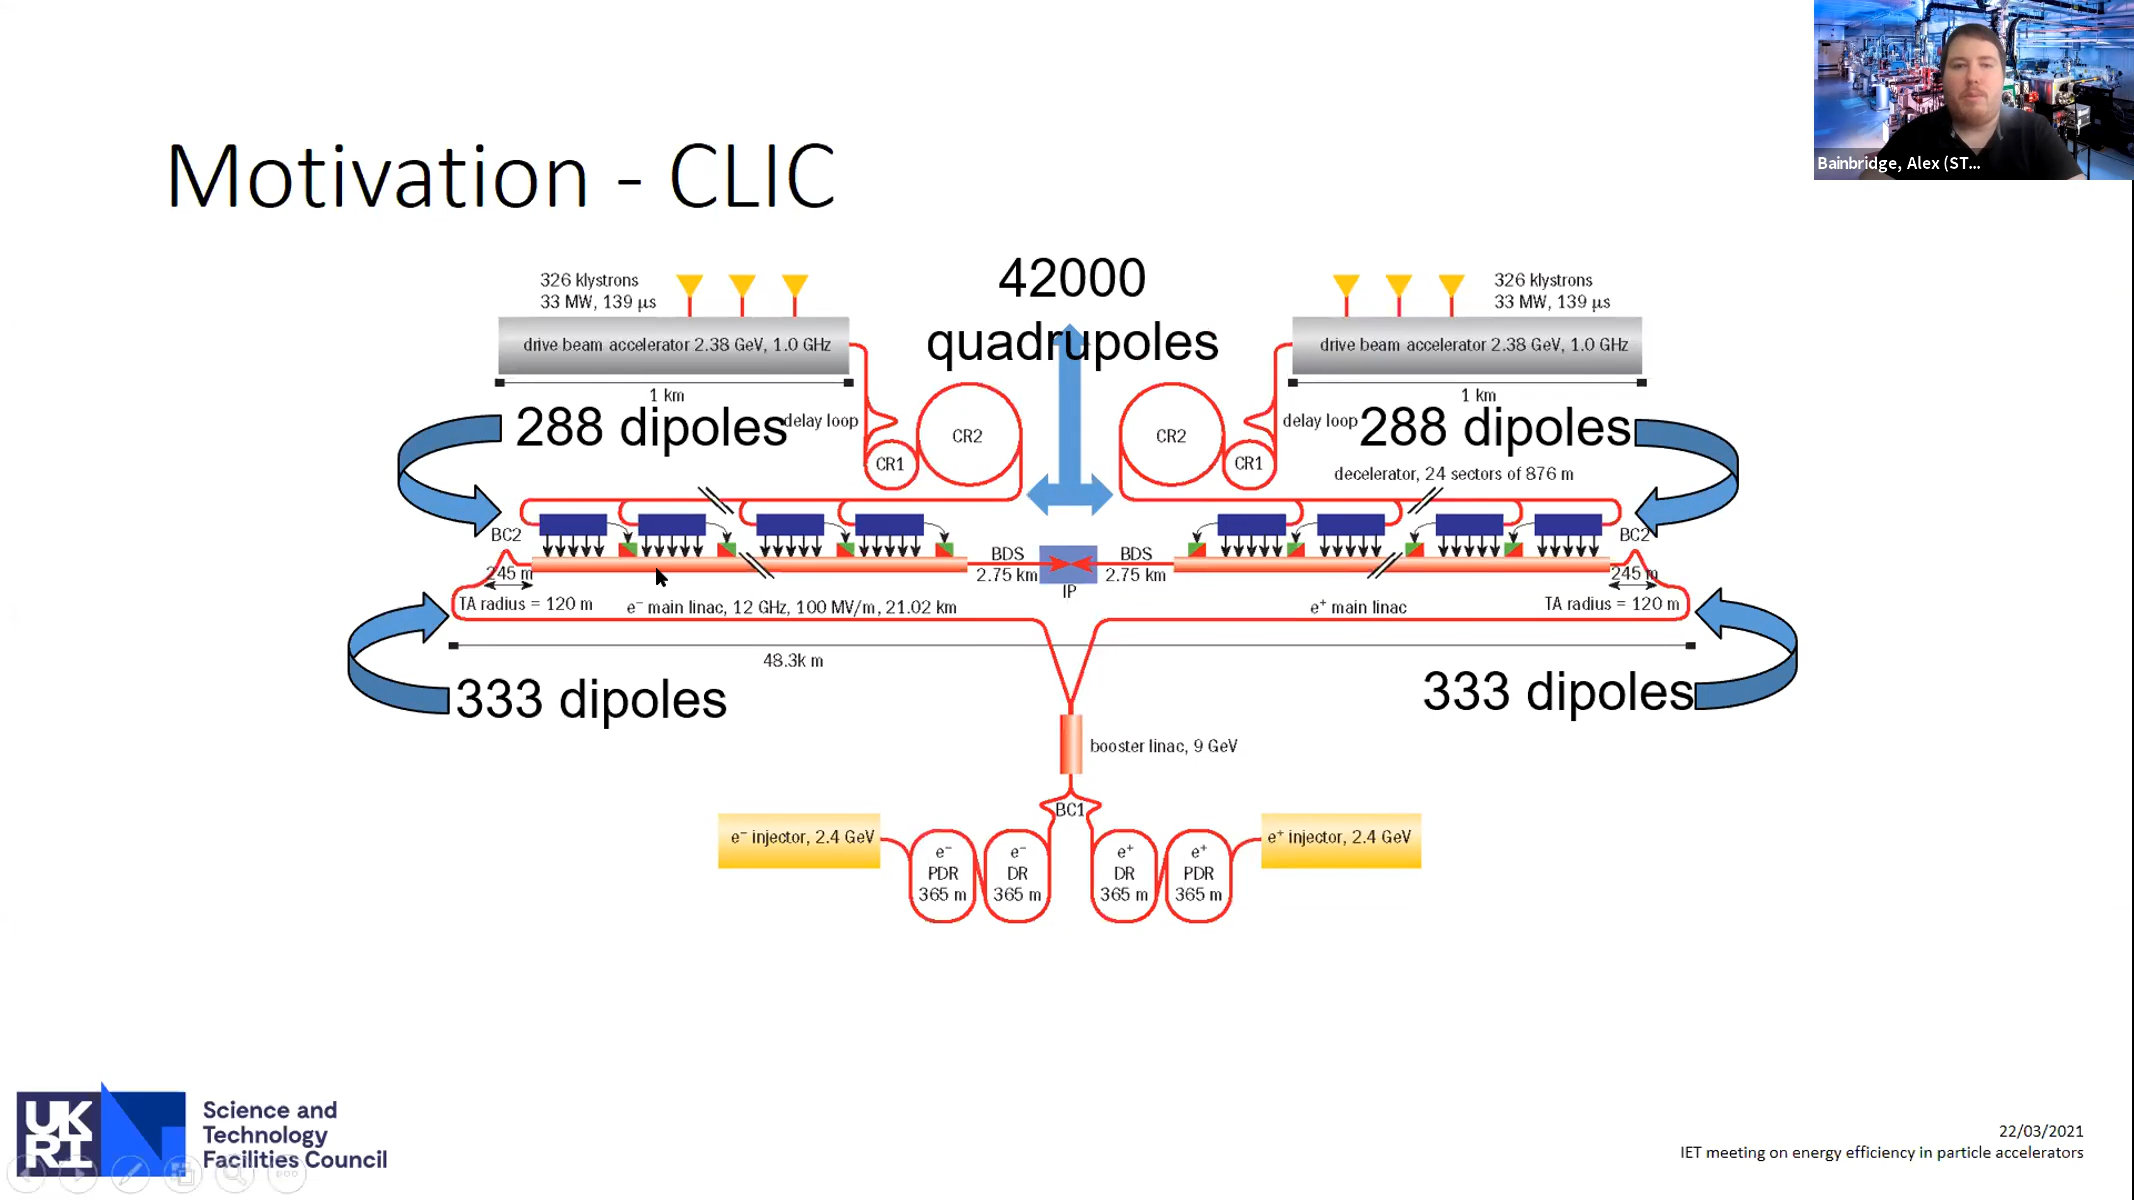 Bainbridge, Alex (ST...
Motivation - CLIC
42000
quadrupoles
326 klystrons
33 MW, 139 μs
326 klystrons
33 MW, 139 μs
drive beam accelerator 2.38 GeV, 1.0 GHz
drive beam accelerator 2.38 GeV, 1.0 GHz
1 km
1 km
288 dipoles
delay loop
delay loop
288 dipoles
CR2
CR1
CR2
CR1
decelerator, 24 sectors of 876 m
BC2
BC2
245 m
BDS
2.75 km
IP
BDS
2.75 km
245 m
TA radius = 120 m
e⁻ main linac, 12 GHz, 100 MV/m, 21.02 km
e⁺ main linac
TA radius = 120 m
48.3k m
333 dipoles
333 dipoles
booster linac, 9 GeV
BC1
e⁻ injector, 2.4 GeV
e⁺ injector, 2.4 GeV
e⁻
PDR
365 m
e⁻
DR
365 m
e⁺
DR
365 m
e⁺
PDR
365 m
UK
RI
Science and
Technology
Facilities Council
22/03/2021
IET meeting on energy efficiency in particle accelerators